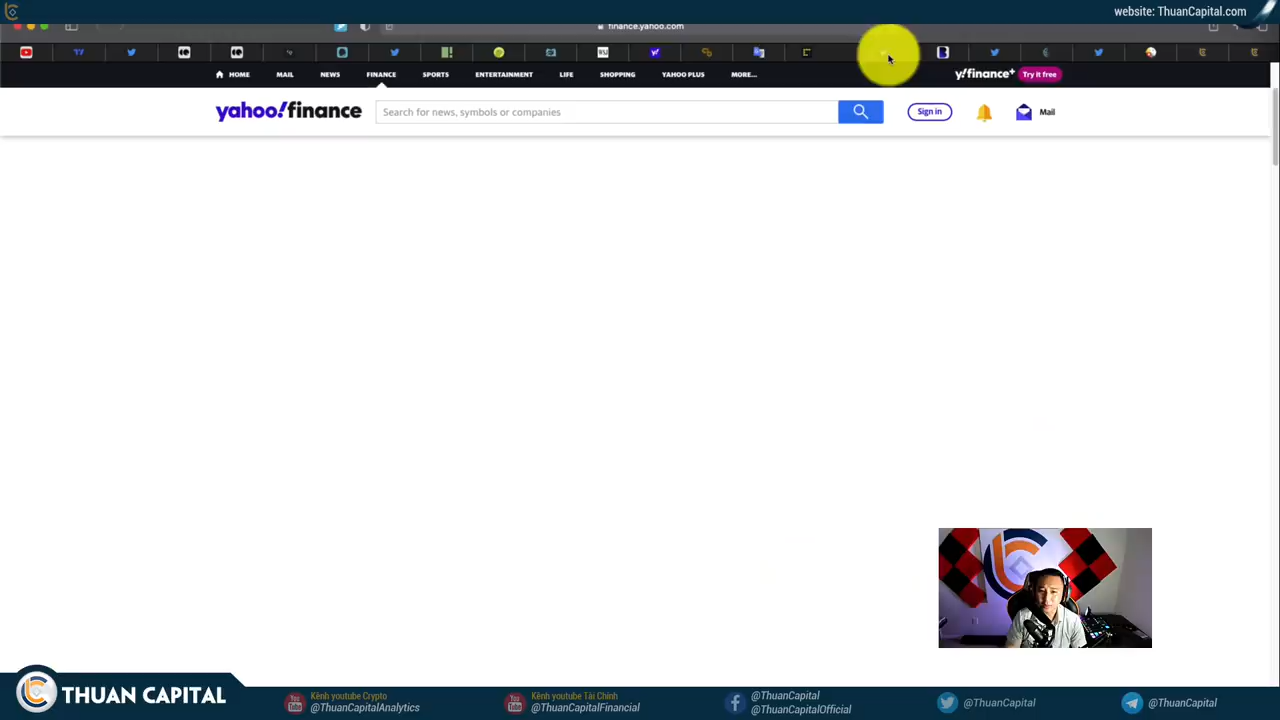 website: ThuanCapital.com
finance.yahoo.com
HOME MAIL NEWS FINANCE SPORTS ENTERTAINMENT LIFE SHOPPING YAHOO PLUS MORE...
y!finance+ Try it free
yahoo!finance
Search for news, symbols or companies
Sign in
Mail
THUAN CAPITAL
Kênh youtube Crypto
@ThuanCapitalAnalytics
Kênh youtube Tài Chính
@ThuanCapitalFinancial
@ThuanCapital
@ThuanCapitalOfficial
@ThuanCapital
@ThuanCapital